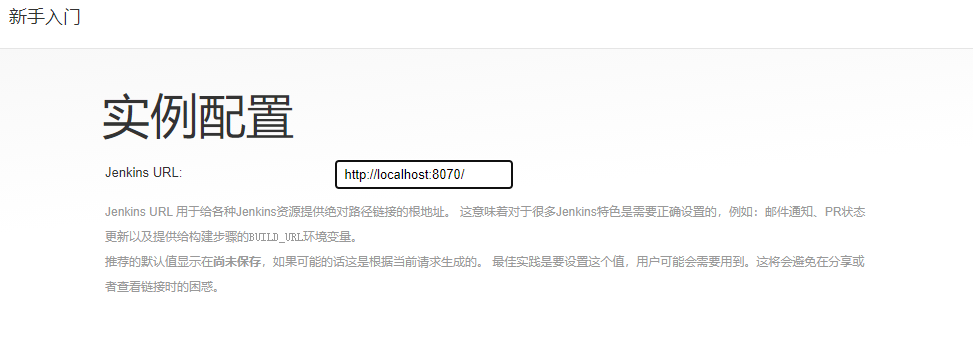 新手入门
实例配置
Jenkins URL:
http://localhost:8070/
Jenkins URL 用于给各种Jenkins资源提供绝对路径链接的根地址。 这意味着对于很多Jenkins特色是需要正确设置的，例如：邮件通知、PR状态
更新以及提供给构建步骤的BUILD_URL环境变量。
推荐的默认值显示在尚未保存，如果可能的话这是根据当前请求生成的。 最佳实践是要设置这个值，用户可能会需要用到。这将会避免在分享或
者查看链接时的困惑。